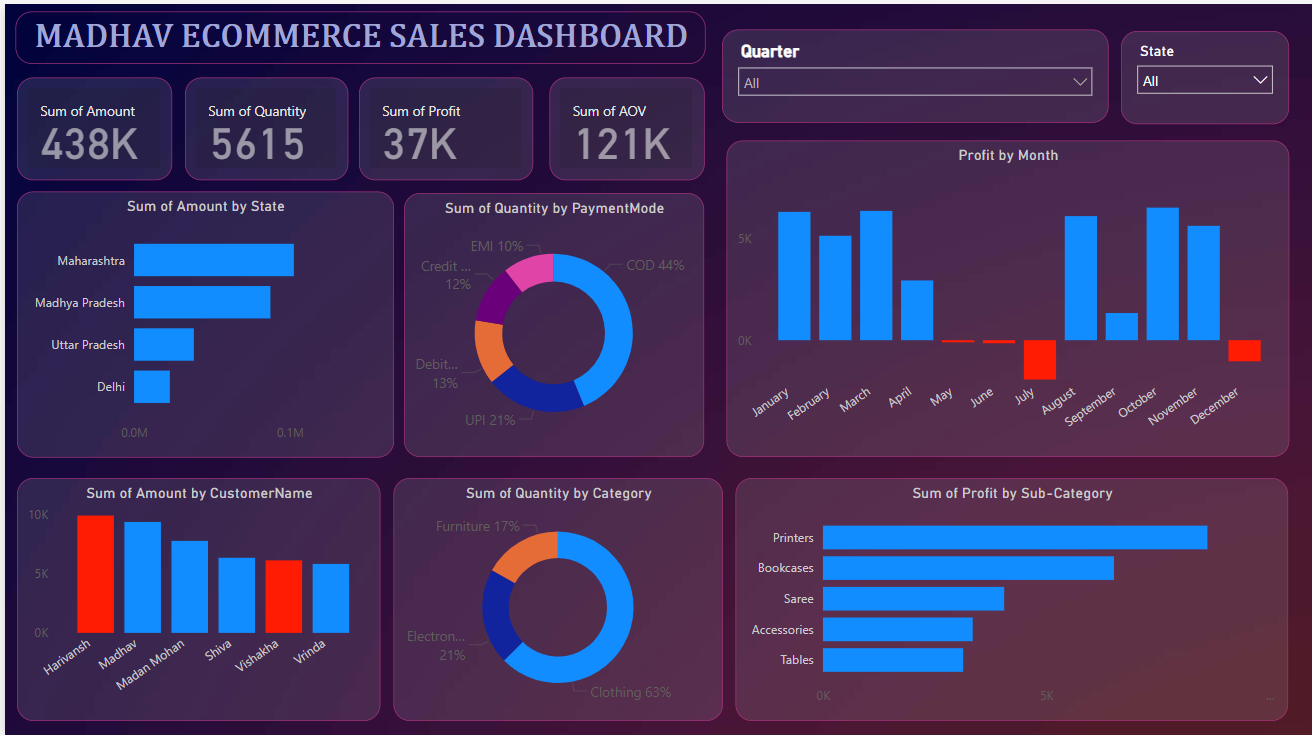 MADHAV ECOMMERCE SALES DASHBOARD
Quarter
All
State
All
Sum of Amount
438K
Sum of Quantity
5615
Sum of Profit
37K
Sum of AOV
121K
Sum of Amount by State
Maharashtra
Madhya Pradesh
Uttar Pradesh
Delhi
0.0M 0.1M
Sum of Quantity by PaymentMode
EMI 10%
COD 44%
Credit ...
12%
Debit...
13%
UPI 21%
Profit by Month
5K
0K
January February March April May June July August September October November December
Sum of Amount by CustomerName
10K
5K
0K
Harivansh Madhav Madan Mohan Shiva Vishakha Vrinda
Sum of Quantity by Category
Furniture 17%
Electron...
21%
Clothing 63%
Sum of Profit by Sub-Category
Printers
Bookcases
Saree
Accessories
Tables
0K 5K ...